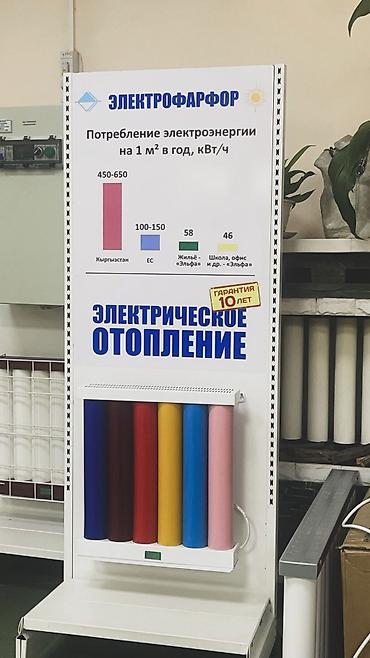 ЭЛЕКТРОФАРФОР
Потребление электроэнергии
на 1 м² в год, кВт/ч
450-650
100-150
58
46
Кыргызстан
ЕС
Жильё -
«Эльфа»
Школа, офис
и др. - «Эльфа»
ГАРАНТИЯ
10 ЛЕТ
ЭЛЕКТРИЧЕСКОЕ
ОТОПЛЕНИЕ